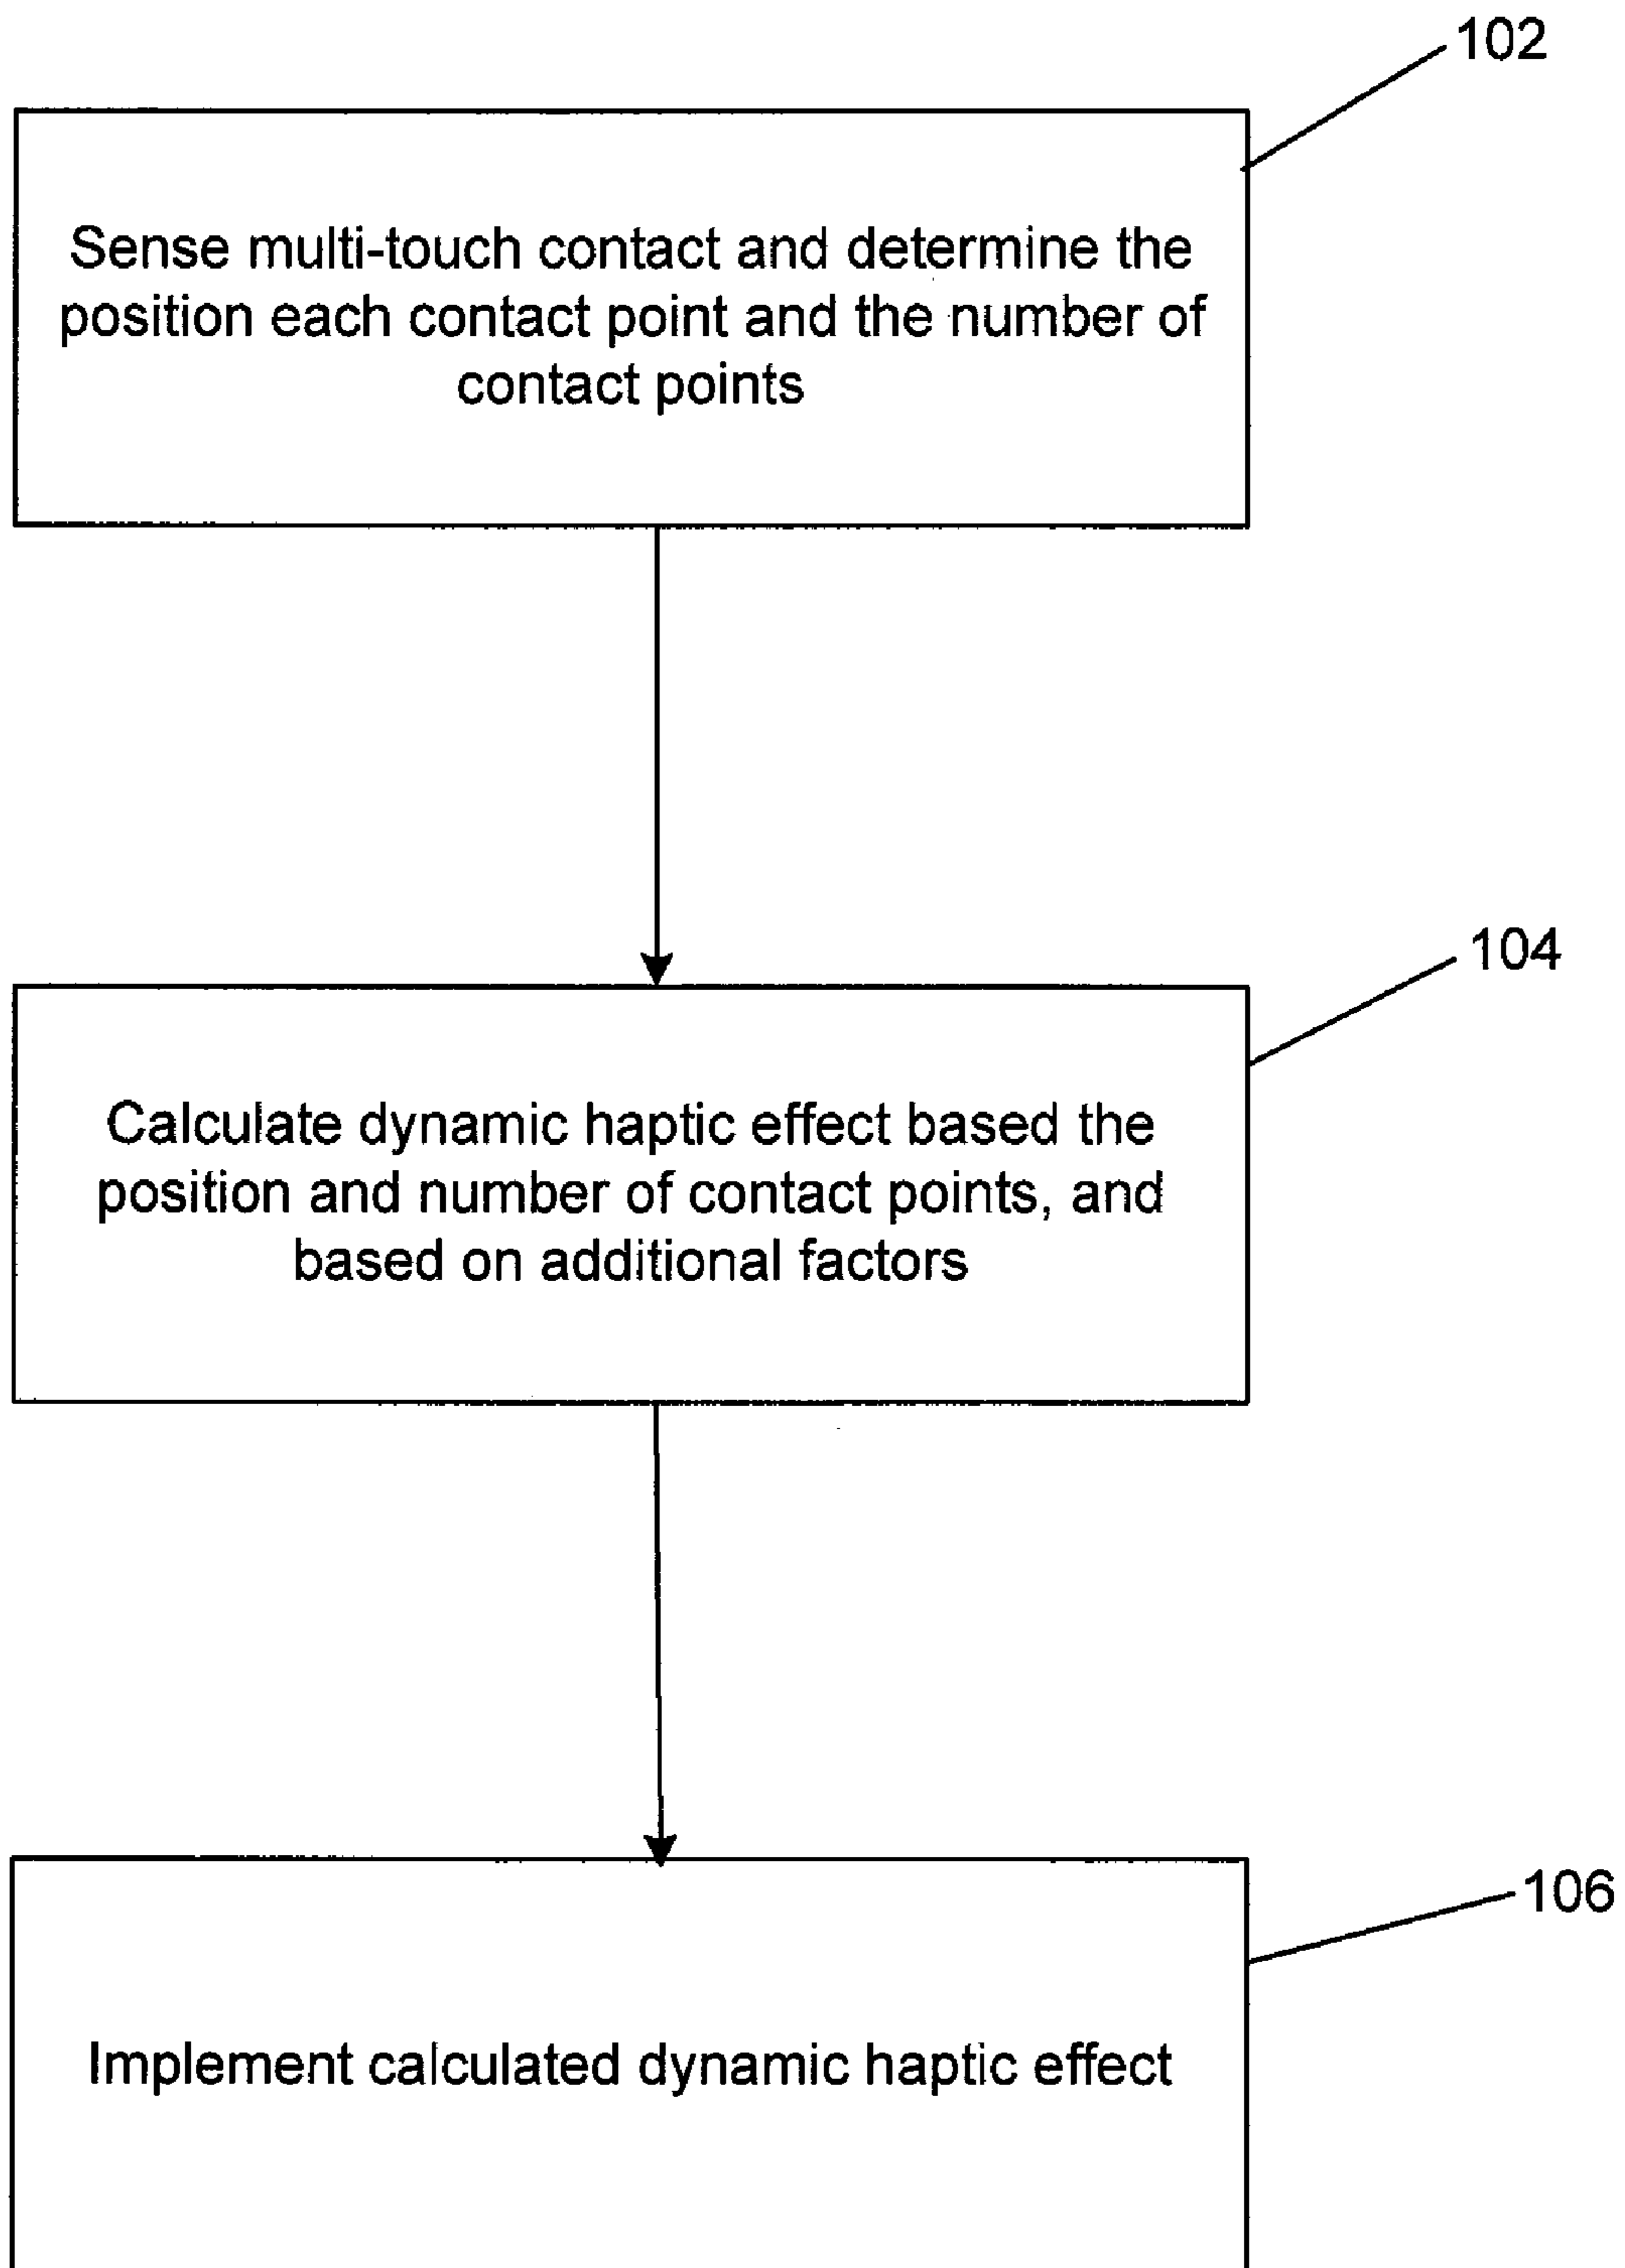 102
Sense multi-touch contact and determine the
position each contact point and the number of
contact points
104
Calculate dynamic haptic effect based the
position and number of contact points, and
based on additional factors
106
Implement calculated dynamic haptic effect